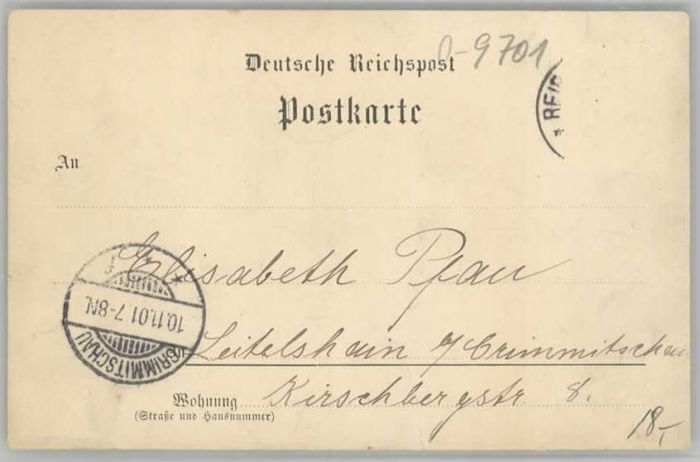 0-9701
Deutsche Reichspost
Postkarte
An
Elisabeth Pfau
Leitelshain a/Crimmitschau
Kirschbergstr 8.
Wohnung
(Straße und Hausnummer)
10.11.01.7-8N.
CRIMMITSCHAU
18,-